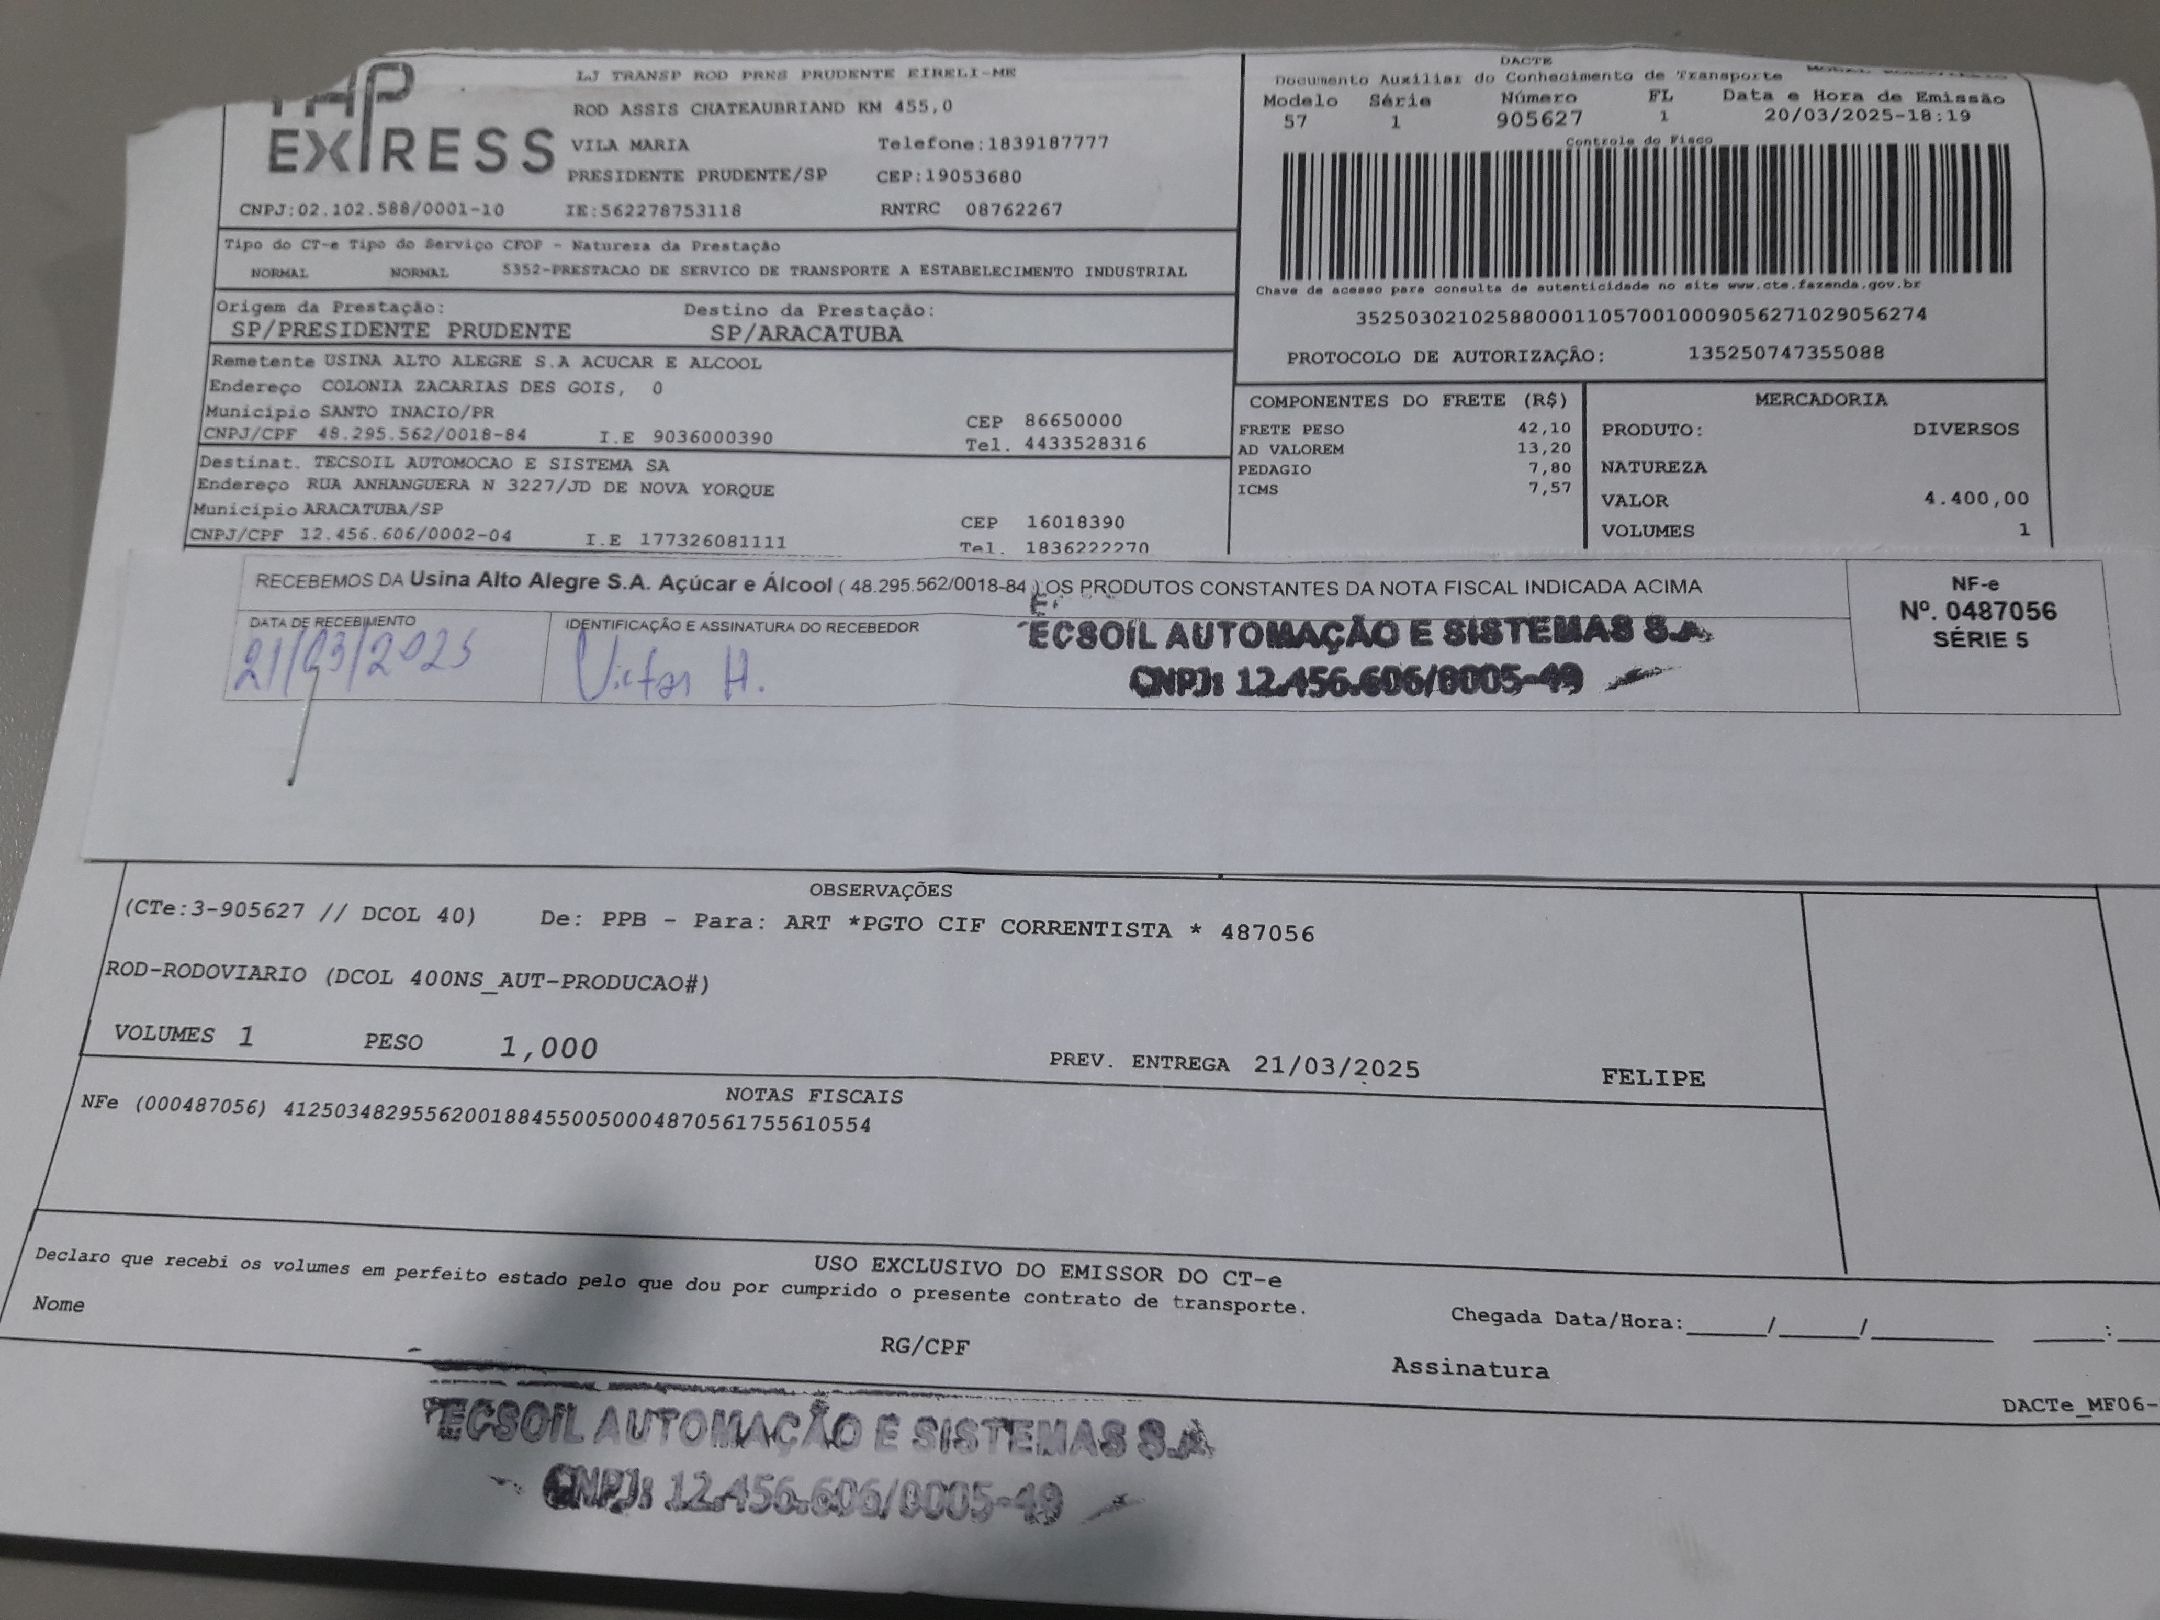 EXPRESS
LJ TRANSP ROD PRES PRUDENTE EIRELI-ME
ROD ASSIS CHATEAUBRIAND KM 455,0
VILA MARIA Telefone:1839187777
PRESIDENTE PRUDENTE/SP CEP:19053680
CNPJ:02.102.588/0001-10 IE:562278753118 RNTRC 08762267
DACTE
Documento Auxiliar do Conhecimento de Transporte
Modelo Série Número FL Data e Hora de Emissão
57 1 905627 1 20/03/2025-18:19
Controle do Fisco
Chave de acesso para consulta de autenticidade no site www.cte.fazenda.gov.br
35250302102588000110570010009056271029056274
PROTOCOLO DE AUTORIZAÇÃO: 135250747355088
Tipo do CT-e Tipo do Serviço CFOP - Natureza da Prestação
NORMAL NORMAL 5352-PRESTACAO DE SERVICO DE TRANSPORTE A ESTABELECIMENTO INDUSTRIAL
Origem da Prestação: Destino da Prestação:
SP/PRESIDENTE PRUDENTE SP/ARACATUBA
Remetente USINA ALTO ALEGRE S.A ACUCAR E ALCOOL
Endereço COLONIA ZACARIAS DES GOIS, 0
Município SANTO INACIO/PR CEP 86650000
CNPJ/CPF 48.295.562/0018-84 I.E 9036000390 Tel. 4433528316
Destinat. TECSOIL AUTOMOCAO E SISTEMA SA
Endereço RUA ANHANGUERA N 3227/JD DE NOVA YORQUE
Município ARACATUBA/SP CEP 16018390
CNPJ/CPF 12.456.606/0002-04 I.E 177326081111 Tel. 1836222270
COMPONENTES DO FRETE (R$)
FRETE PESO 42,10
AD VALOREM 13,20
PEDAGIO 7,80
ICMS 7,57
MERCADORIA
PRODUTO: DIVERSOS
NATUREZA
VALOR 4.400,00
VOLUMES 1
RECEBEMOS DA Usina Alto Alegre S.A. Açúcar e Álcool ( 48.295.562/0018-84 ) OS PRODUTOS CONSTANTES DA NOTA FISCAL INDICADA ACIMA
DATA DE RECEBIMENTO IDENTIFICAÇÃO E ASSINATURA DO RECEBEDOR
21/03/2025 Victor H.
ECSOIL AUTOMAÇÃO E SISTEMAS S.A.
CNPJ: 12.456.606/0005-49
NF-e
Nº. 0487056
SÉRIE 5
OBSERVAÇÕES
(CTe:3-905627 // DCOL 40) De: PPB - Para: ART *PGTO CIF CORRENTISTA * 487056
ROD-RODOVIARIO (DCOL 400NS_AUT-PRODUCAO#)
VOLUMES 1 PESO 1,000 PREV. ENTREGA 21/03/2025 FELIPE
NOTAS FISCAIS
NFe (000487056) 41250348295562001884550050004870561755610554
USO EXCLUSIVO DO EMISSOR DO CT-e
Declaro que recebi os volumes em perfeito estado pelo que dou por cumprido o presente contrato de transporte.
Nome RG/CPF Assinatura Chegada Data/Hora:_____/_____/________ _____:
DACTe_MF06-
ECSOIL AUTOMAÇÃO E SISTEMAS S.A.
CNPJ: 12.456.606/0005-49